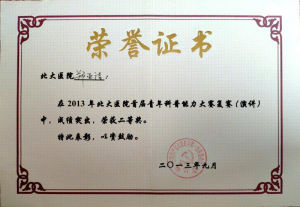 荣誉证书
北大医院
在2013年北大医院首届青年科普能力大赛复赛(演讲)
中,成绩突出,荣获二等奖。
特此表彰,以资鼓励。
二〇一三年九月